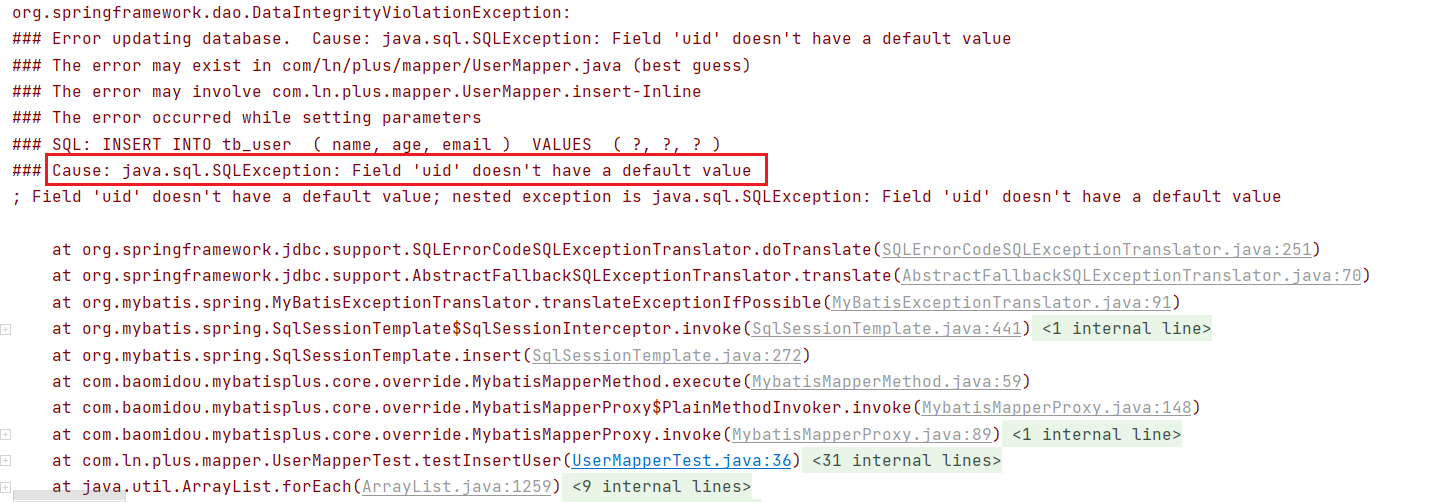 org.springframework.dao.DataIntegrityViolationException:
### Error updating database.  Cause: java.sql.SQLException: Field 'uid' doesn't have a default value
### The error may exist in com/ln/plus/mapper/UserMapper.java (best guess)
### The error may involve com.ln.plus.mapper.UserMapper.insert-Inline
### The error occurred while setting parameters
### SQL: INSERT INTO tb_user  ( name, age, email )  VALUES  ( ?, ?, ? )
### Cause: java.sql.SQLException: Field 'uid' doesn't have a default value
; Field 'uid' doesn't have a default value; nested exception is java.sql.SQLException: Field 'uid' doesn't have a default value
at org.springframework.jdbc.support.SQLErrorCodeSQLExceptionTranslator.doTranslate(SQLErrorCodeSQLExceptionTranslator.java:251)
at org.springframework.jdbc.support.AbstractFallbackSQLExceptionTranslator.translate(AbstractFallbackSQLExceptionTranslator.java:70)
at org.mybatis.spring.MyBatisExceptionTranslator.translateExceptionIfPossible(MyBatisExceptionTranslator.java:91)
at org.mybatis.spring.SqlSessionTemplate$SqlSessionInterceptor.invoke(SqlSessionTemplate.java:441) <1 internal line>
at org.mybatis.spring.SqlSessionTemplate.insert(SqlSessionTemplate.java:272)
at com.baomidou.mybatisplus.core.override.MybatisMapperMethod.execute(MybatisMapperMethod.java:59)
at com.baomidou.mybatisplus.core.override.MybatisMapperProxy$PlainMethodInvoker.invoke(MybatisMapperProxy.java:148)
at com.baomidou.mybatisplus.core.override.MybatisMapperProxy.invoke(MybatisMapperProxy.java:89) <1 internal line>
at com.ln.plus.mapper.UserMapperTest.testInsertUser(UserMapperTest.java:36) <31 internal lines>
at java.util.ArrayList.forEach(ArrayList.java:1259) <9 internal lines>